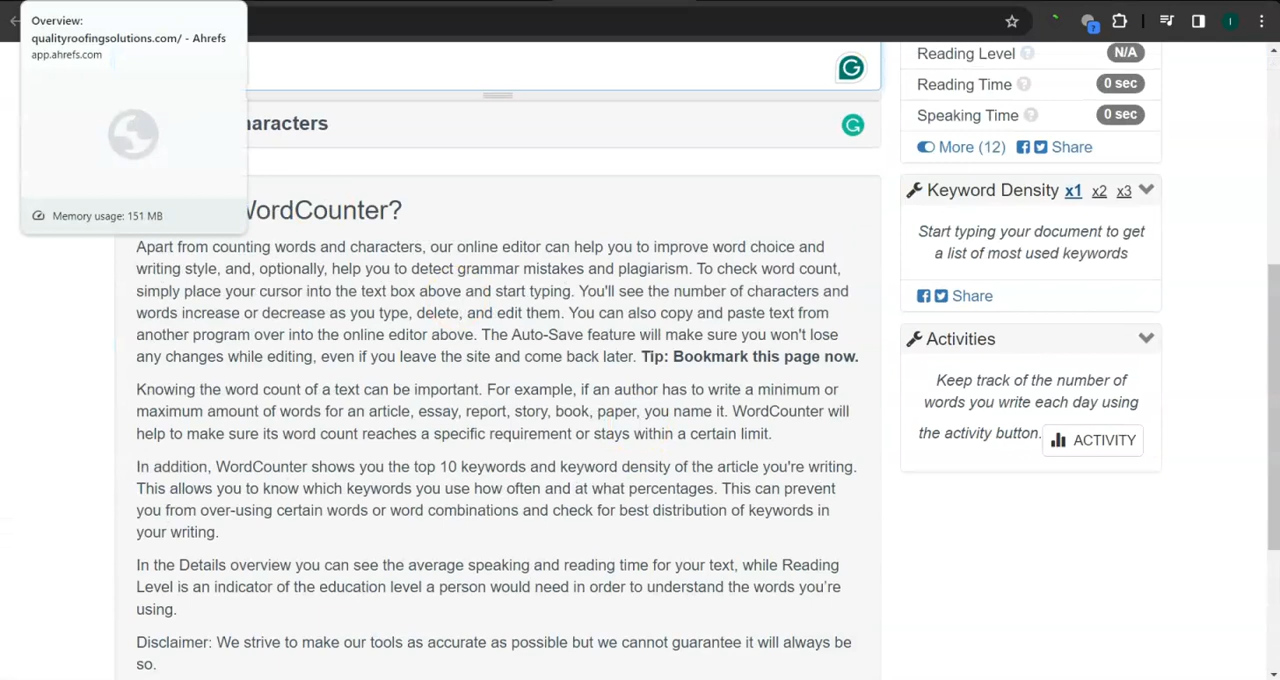 Overview:
qualityroofingsolutions.com/ - Ahrefs
app.ahrefs.com
Memory usage: 151 MB
haracters
WordCounter?
Apart from counting words and characters, our online editor can help you to improve word choice and
writing style, and, optionally, help you to detect grammar mistakes and plagiarism. To check word count,
simply place your cursor into the text box above and start typing. You'll see the number of characters and
words increase or decrease as you type, delete, and edit them. You can also copy and paste text from
another program over into the online editor above. The Auto-Save feature will make sure you won't lose
any changes while editing, even if you leave the site and come back later. Tip: Bookmark this page now.
Knowing the word count of a text can be important. For example, if an author has to write a minimum or
maximum amount of words for an article, essay, report, story, book, paper, you name it. WordCounter will
help to make sure its word count reaches a specific requirement or stays within a certain limit.
In addition, WordCounter shows you the top 10 keywords and keyword density of the article you're writing.
This allows you to know which keywords you use how often and at what percentages. This can prevent
you from over-using certain words or word combinations and check for best distribution of keywords in
your writing.
In the Details overview you can see the average speaking and reading time for your text, while Reading
Level is an indicator of the education level a person would need in order to understand the words you're
using.
Disclaimer: We strive to make our tools as accurate as possible but we cannot guarantee it will always be
so.
Reading Level N/A
Reading Time 0 sec
Speaking Time 0 sec
More (12) Share
Keyword Density x1 x2 x3
Start typing your document to get
a list of most used keywords
Share
Activities
Keep track of the number of
words you write each day using
the activity button. ACTIVITY